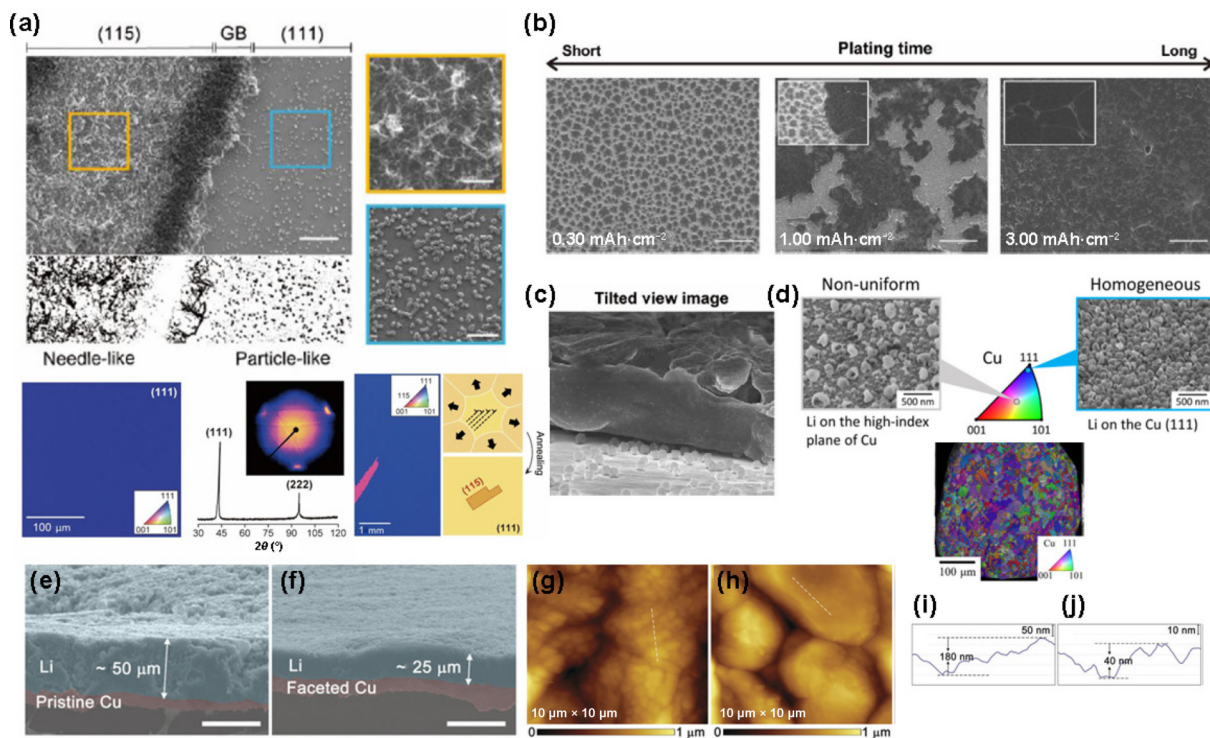 (a)
(115)
GB
(111)
Needle-like
Particle-like
(111)
100 μm
111
001
101
(111)
(222)
30
45
60
75
90
105
120
2θ (°)
111
115
001
101
1 mm
Annealing
(115)
(111)
(b)
Short
Plating time
Long
0.30 mAh·cm⁻²
1.00 mAh·cm⁻²
3.00 mAh·cm⁻²
(c)
Tilted view image
(d)
Non-uniform
Homogeneous
Cu
111
001
101
500 nm
500 nm
Li on the high-index
plane of Cu
Li on the Cu (111)
100 μm
Cu
111
001
101
(e)
Li
~ 50 μm
Pristine Cu
(f)
Li
~ 25 μm
Faceted Cu
(g)
10 μm × 10 μm
0
1 μm
(h)
10 μm × 10 μm
0
1 μm
(i)
50 nm
180 nm
(j)
10 nm
40 nm